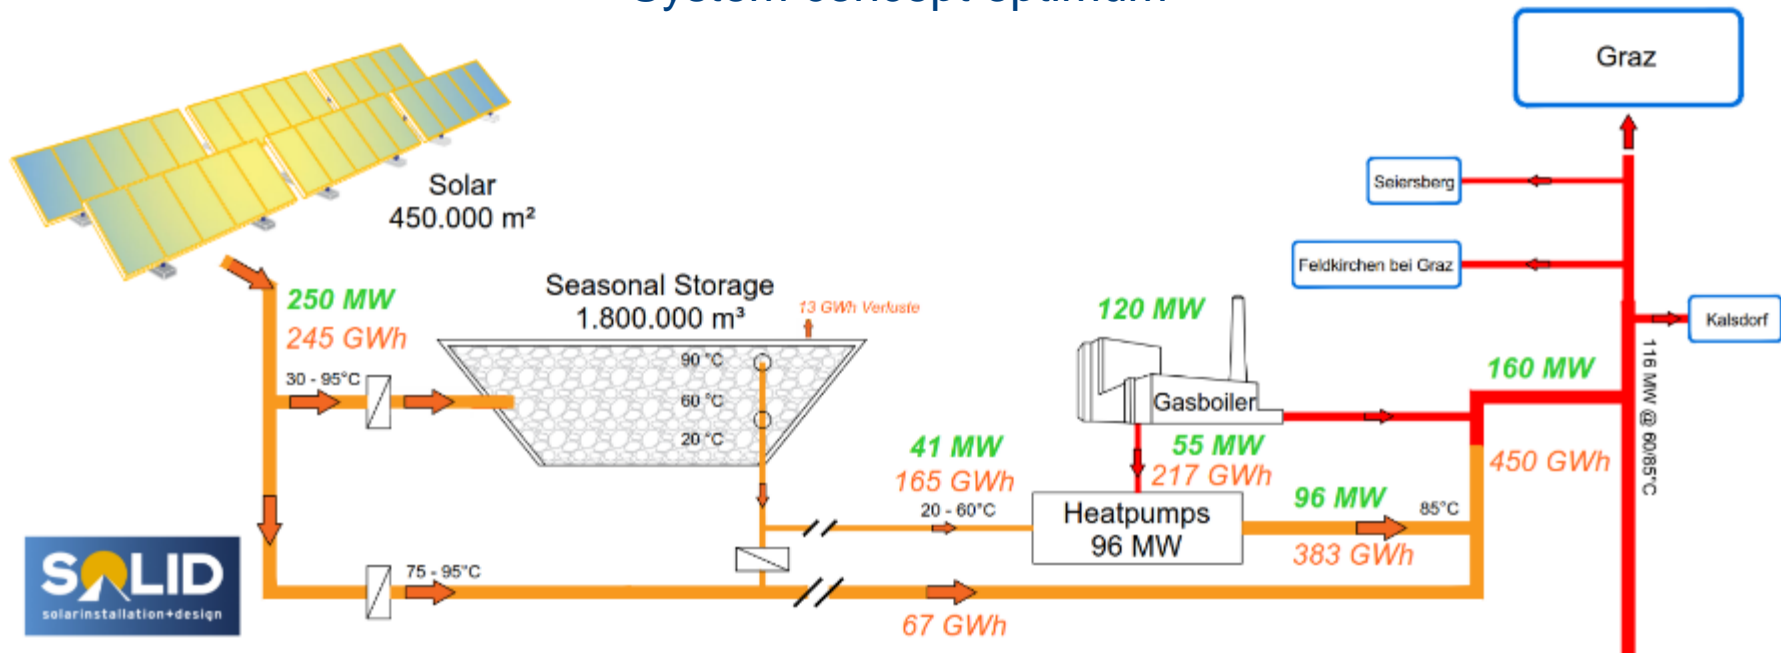 System concept optimum
Graz
Solar
450.000 m²
Seiersberg
Feldkirchen bei Graz
Kalsdorf
250 MW
245 GWh
Seasonal Storage
1.800.000 m³
13 GWh Verluste
120 MW
30 - 95°C
90 °C
60 °C
20 °C
Gasboiler
160 MW
116 MW @ 60/85°C
41 MW
165 GWh
20 - 60°C
55 MW
217 GWh
450 GWh
Heatpumps
96 MW
96 MW
85°C
383 GWh
75 - 95°C
67 GWh
SOLID
solarinstallation+design